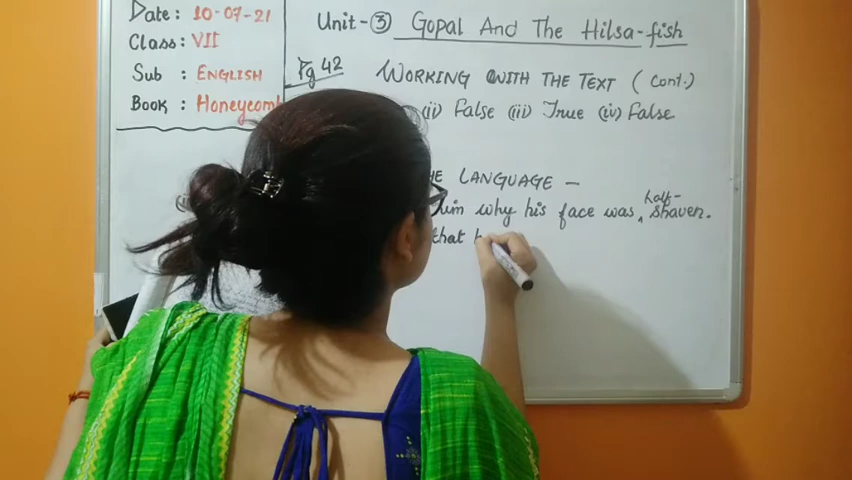 Date: 10-07-21
Class: VII
Sub : ENGLISH
Book : Honeycomb
Unit-③ Gopal And The Hilsa-fish
Pg 42
WORKING WITH THE TEXT (Cont.)
(ii) False (iii) True (iv) False
LANGUAGE -
why his face was half-shaven.
that